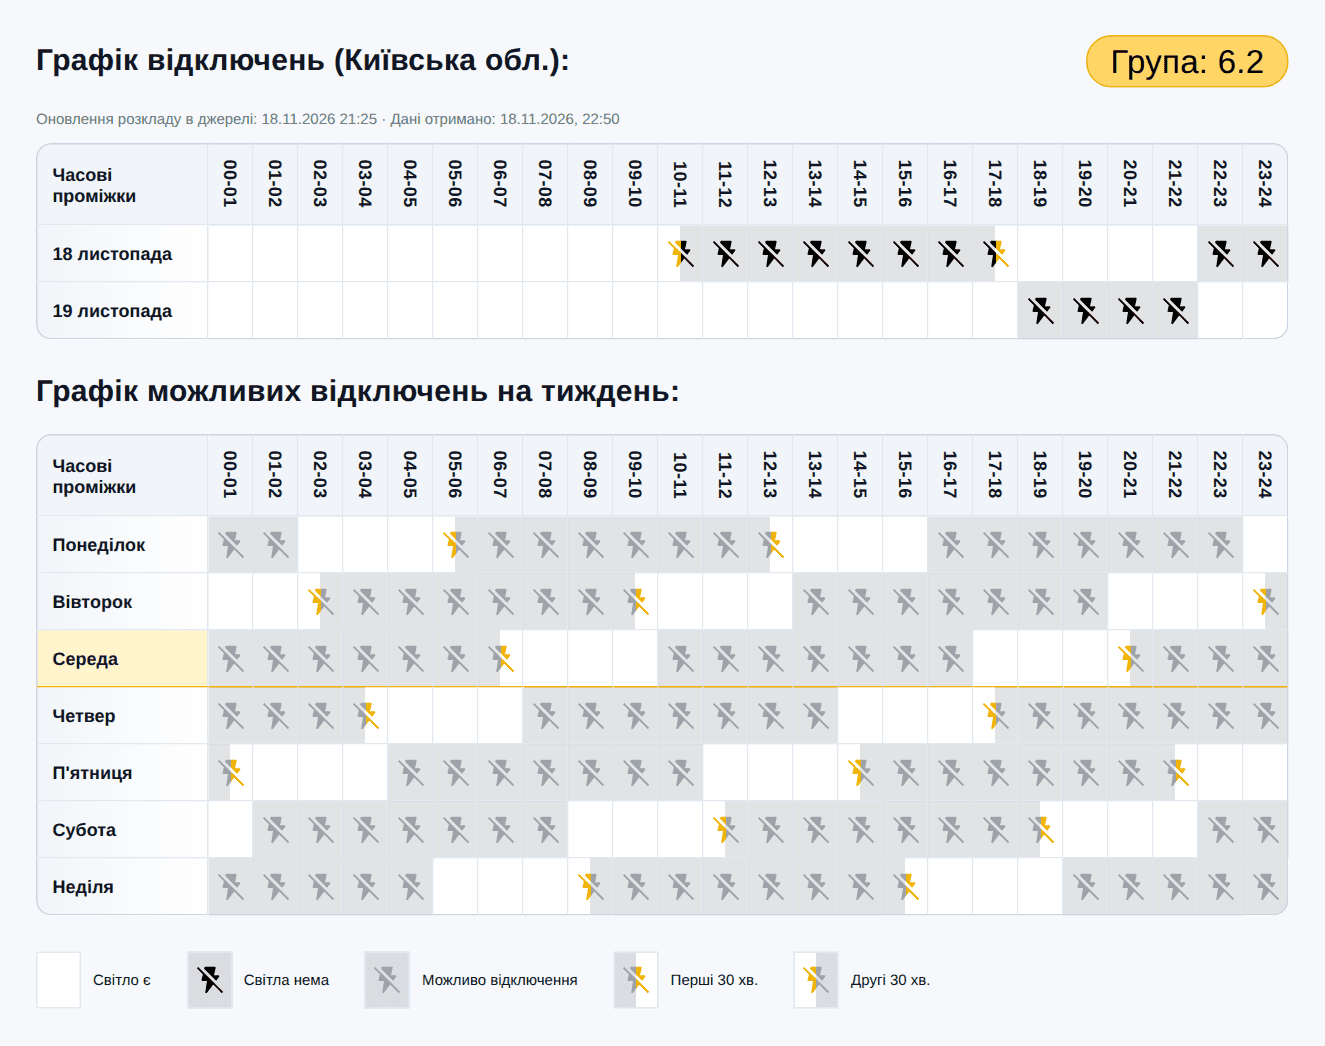 Графік відключень (Київська обл.):
Група: 6.2
Оновлення розкладу в джерелі: 18.11.2026 21:25 · Дані отримано: 18.11.2026, 22:50
Часові проміжки 00-01 01-02 02-03 03-04 04-05 05-06 06-07 07-08 08-09 09-10 10-11 11-12 12-13 13-14 14-15 15-16 16-17 17-18 18-19 19-20 20-21 21-22 22-23 23-24
18 листопада
19 листопада
Графік можливих відключень на тиждень:
Часові проміжки 00-01 01-02 02-03 03-04 04-05 05-06 06-07 07-08 08-09 09-10 10-11 11-12 12-13 13-14 14-15 15-16 16-17 17-18 18-19 19-20 20-21 21-22 22-23 23-24
Понеділок
Вівторок
Середа
Четвер
П'ятниця
Субота
Неділя
Світло є Світла нема Можливо відключення Перші 30 хв. Другі 30 хв.